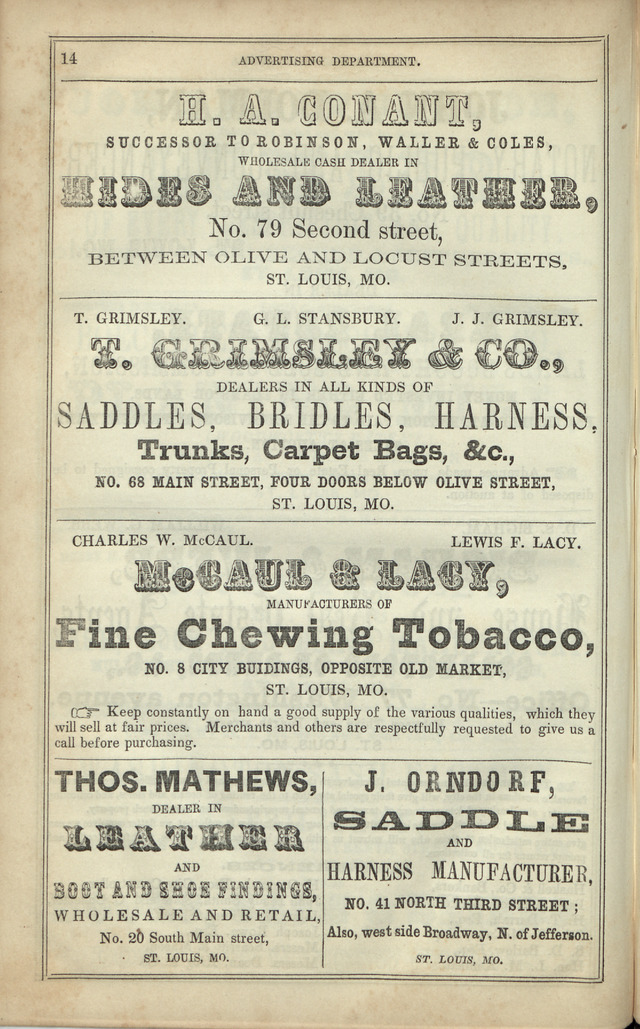 14
ADVERTISING DEPARTMENT.
H. A. CONANT,
SUCCESSOR TO ROBINSON, WALLER & COLES,
WHOLESALE CASH DEALER IN
HIDES AND LEATHER,
No. 79 Second street,
BETWEEN OLIVE AND LOCUST STREETS,
ST. LOUIS, MO.
T. GRIMSLEY. G. L. STANSBURY. J. J. GRIMSLEY.
T. GRIMSLEY & CO.,
DEALERS IN ALL KINDS OF
SADDLES, BRIDLES, HARNESS,
Trunks, Carpet Bags, &c.,
NO. 68 MAIN STREET, FOUR DOORS BELOW OLIVE STREET,
ST. LOUIS, MO.
CHARLES W. McCAUL. LEWIS F. LACY.
McCAUL & LACY,
MANUFACTURERS OF
Fine Chewing Tobacco,
NO. 8 CITY BUIDINGS, OPPOSITE OLD MARKET,
ST. LOUIS, MO.
☞ Keep constantly on hand a good supply of the various qualities, which they
will sell at fair prices. Merchants and others are respectfully requested to give us a
call before purchasing.
THOS. MATHEWS,
DEALER IN
LEATHER
AND
BOOT AND SHOE FINDINGS,
WHOLESALE AND RETAIL,
No. 20 South Main street,
ST. LOUIS, MO.
J. ORNDORF,
SADDLE
AND
HARNESS MANUFACTURER,
NO. 41 NORTH THIRD STREET;
Also, west side Broadway, N. of Jefferson.
ST. LOUIS, MO.